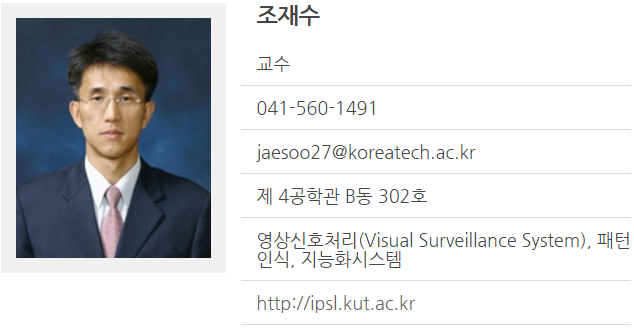 조재수
교수
041-560-1491
jaesoo27@koreatech.ac.kr
제 4공학관 B동 302호
영상신호처리(Visual Surveillance System), 패턴
인식, 지능화시스템
http://ipsl.kut.ac.kr